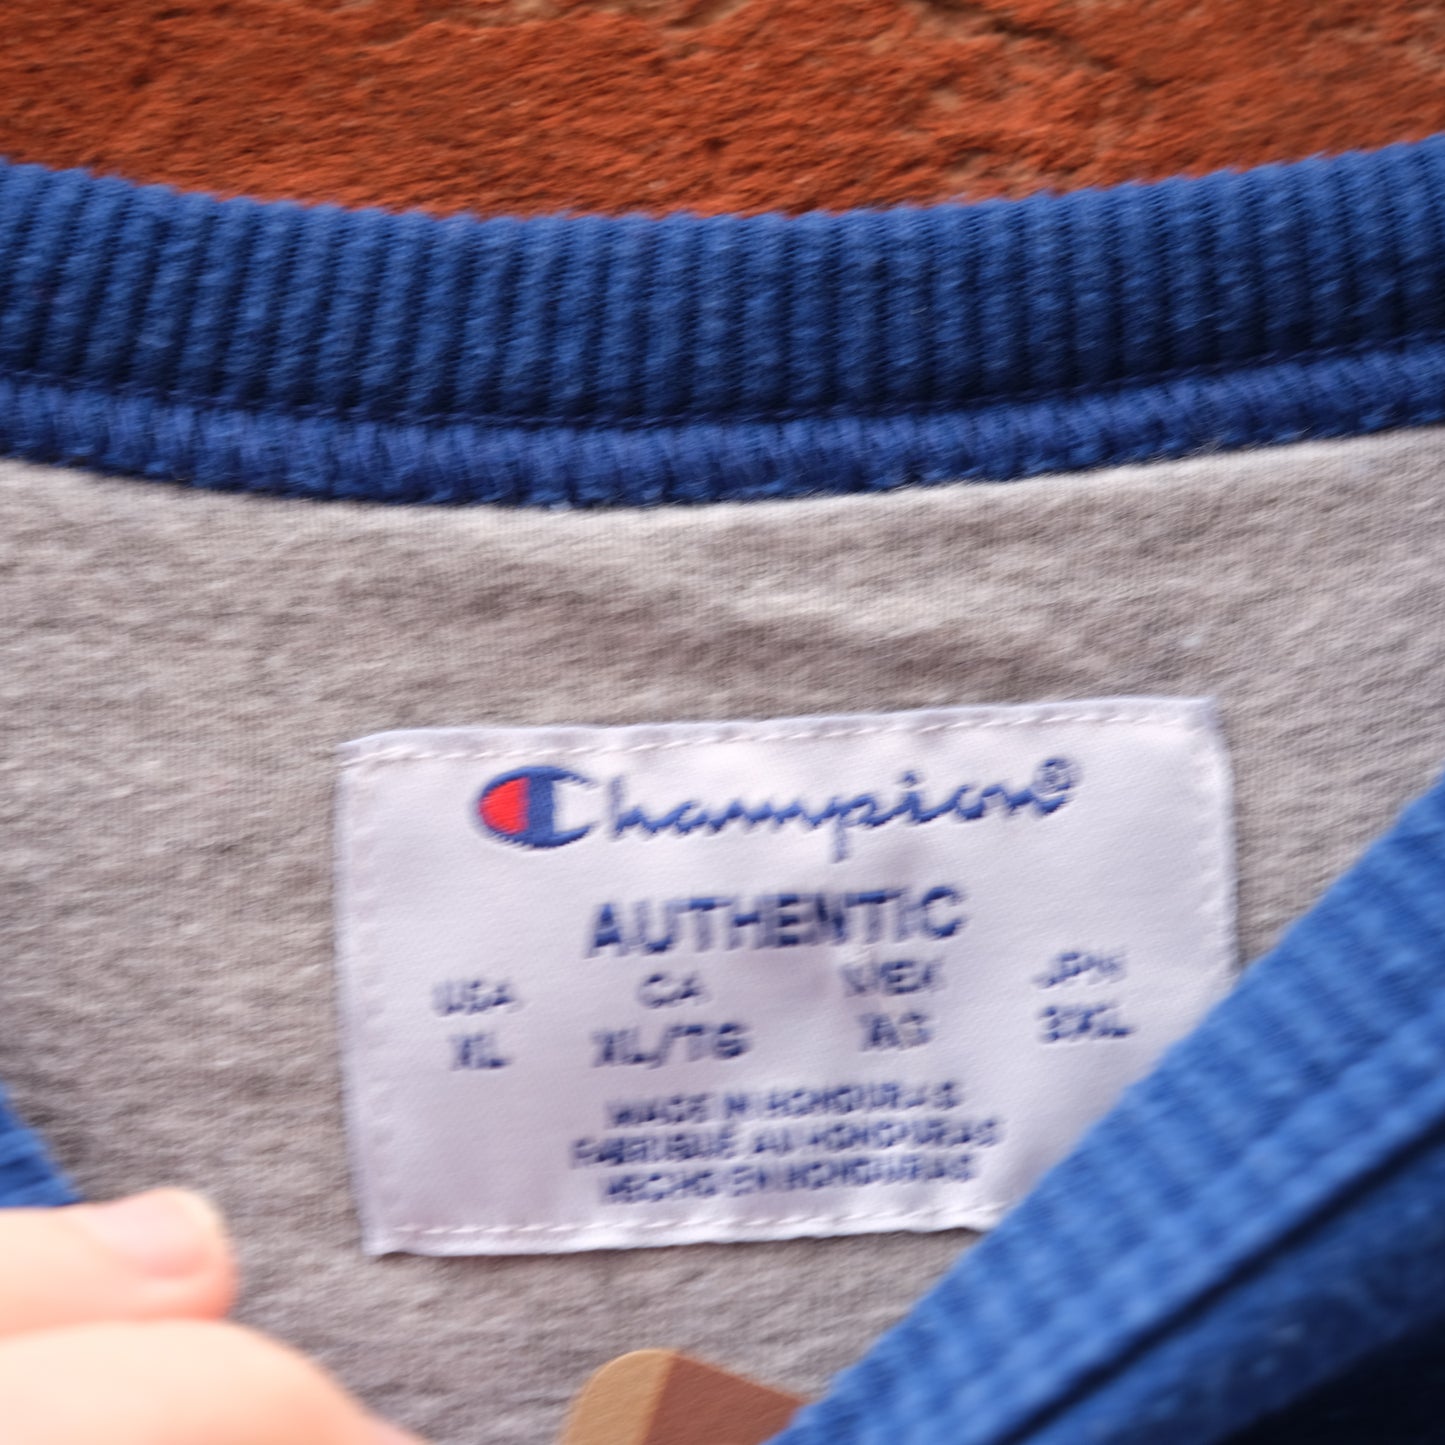 Champion®
AUTHENTIC
USA CA MEX JPN
XL XL/TG XG 3XL
MADE IN HONDURAS
FABRIQUÉ AU HONDURAS
HECHO EN HONDURAS